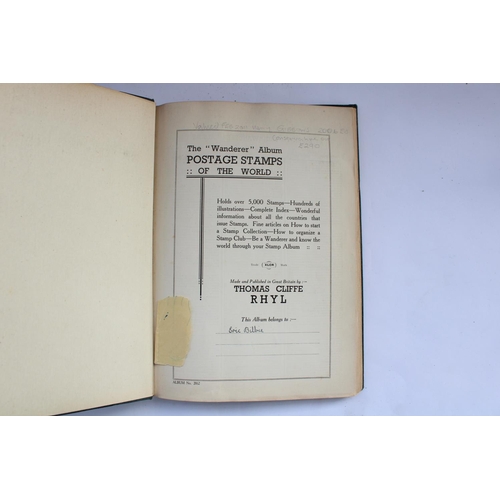 The "Wanderer" Album
POSTAGE STAMPS
:: OF THE WORLD ::
Holds over 5,000 Stamps—Hundreds of
illustrations—Complete Index—Wonderful
information about all the countries that
issue Stamps. Fine articles on How to start
a Stamp Collection—How to organize a
Stamp Club—Be a Wanderer and know the
world through your Stamp Album :: ::
Made and Published in Great Britain by :—
THOMAS CLIFFE
RHYL
This Album belongs to :—
Eric
ALBUM No.